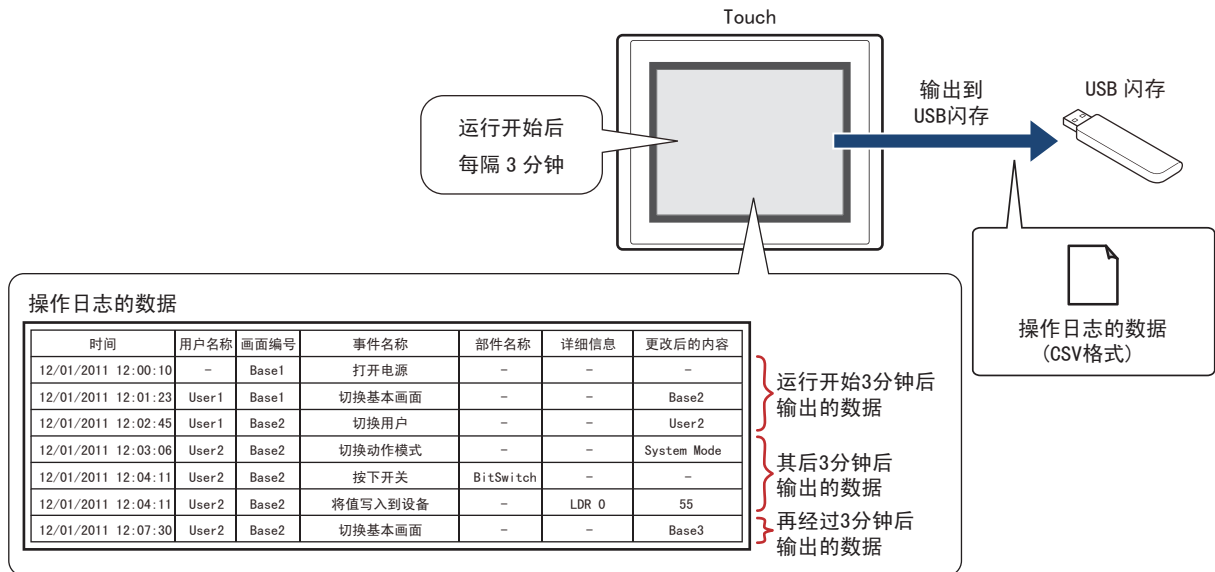 Touch
运行开始后
每隔 3 分钟
输出到
USB闪存
USB 闪存
操作日志的数据
(CSV格式)
操作日志的数据
时间 用户名称 画面编号 事件名称 部件名称 详细信息 更改后的内容
12/01/2011 12:00:10 - Base1 打开电源 - - -
12/01/2011 12:01:23 User1 Base1 切换基本画面 - - Base2
12/01/2011 12:02:45 User1 Base2 切换用户 - - User2
12/01/2011 12:03:06 User2 Base2 切换动作模式 - - System Mode
12/01/2011 12:04:11 User2 Base2 按下开关 BitSwitch - -
12/01/2011 12:04:11 User2 Base2 将值写入到设备 - LDR 0 55
12/01/2011 12:07:30 User2 Base2 切换基本画面 - - Base3
运行开始3分钟后
输出的数据
其后3分钟后
输出的数据
再经过3分钟后
输出的数据